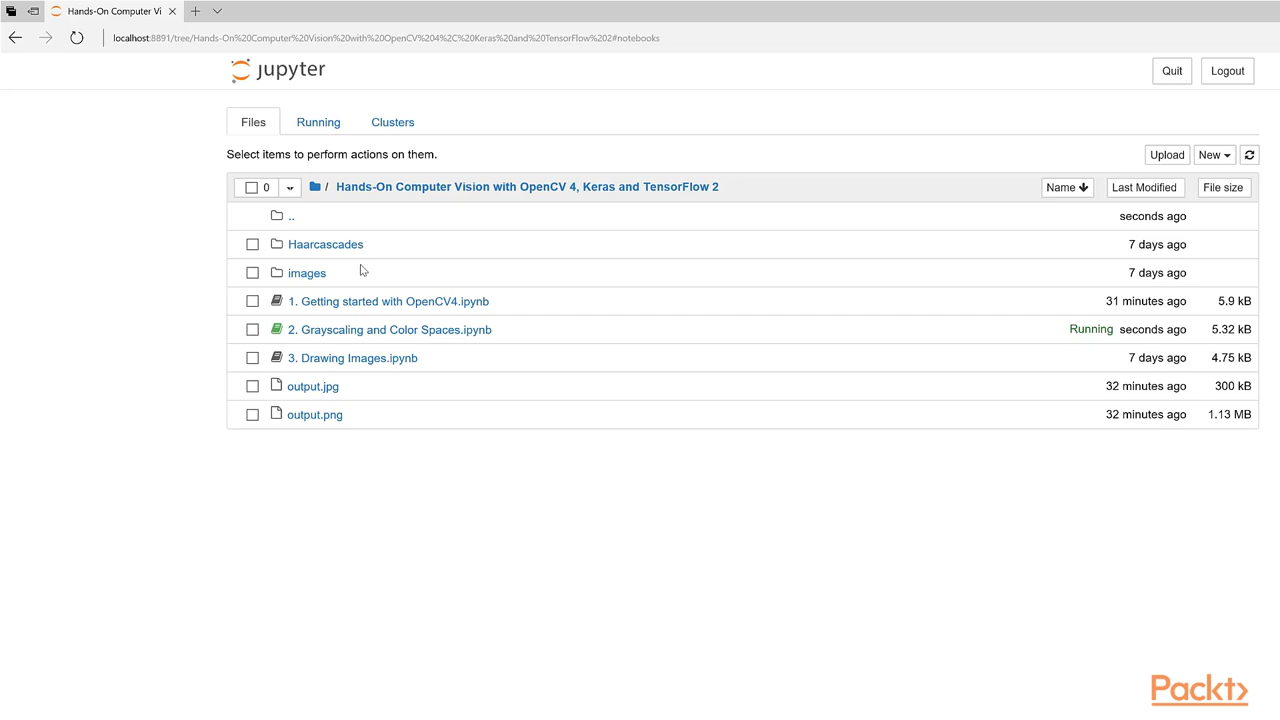 Hands-On Computer Vi
localhost:8891/tree/Hands-On%20Computer%20Vision%20with%20OpenCV%204%2C%20Keras%20and%20TensorFlow%202#notebooks
jupyter
Quit Logout
Files Running Clusters
Select items to perform actions on them.
Upload New
0 / Hands-On Computer Vision with OpenCV 4, Keras and TensorFlow 2 Name Last Modified File size
.. seconds ago
Haarcascades 7 days ago
images 7 days ago
1. Getting started with OpenCV4.ipynb 31 minutes ago 5.9 kB
2. Grayscaling and Color Spaces.ipynb Running seconds ago 5.32 kB
3. Drawing Images.ipynb 7 days ago 4.75 kB
output.jpg 32 minutes ago 300 kB
output.png 32 minutes ago 1.13 MB
Packt